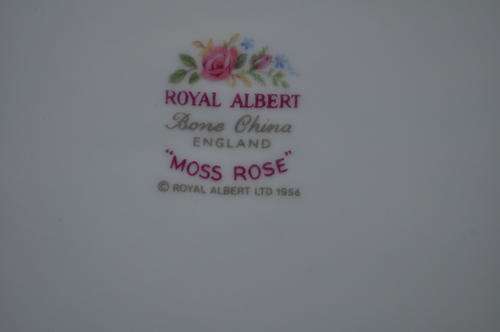 ROYAL ALBERT
Bone China
ENGLAND
"MOSS ROSE"
© ROYAL ALBERT LTD 1956